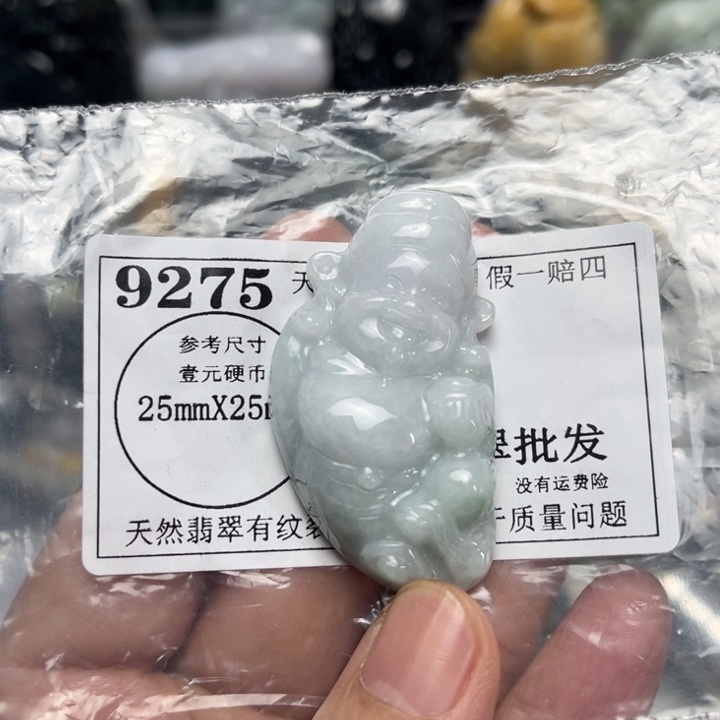 9275 天
假一赔四
参考尺寸
壹元硬币
25mmX25
批发
没有运费险
天然翡翠有纹
质量问题